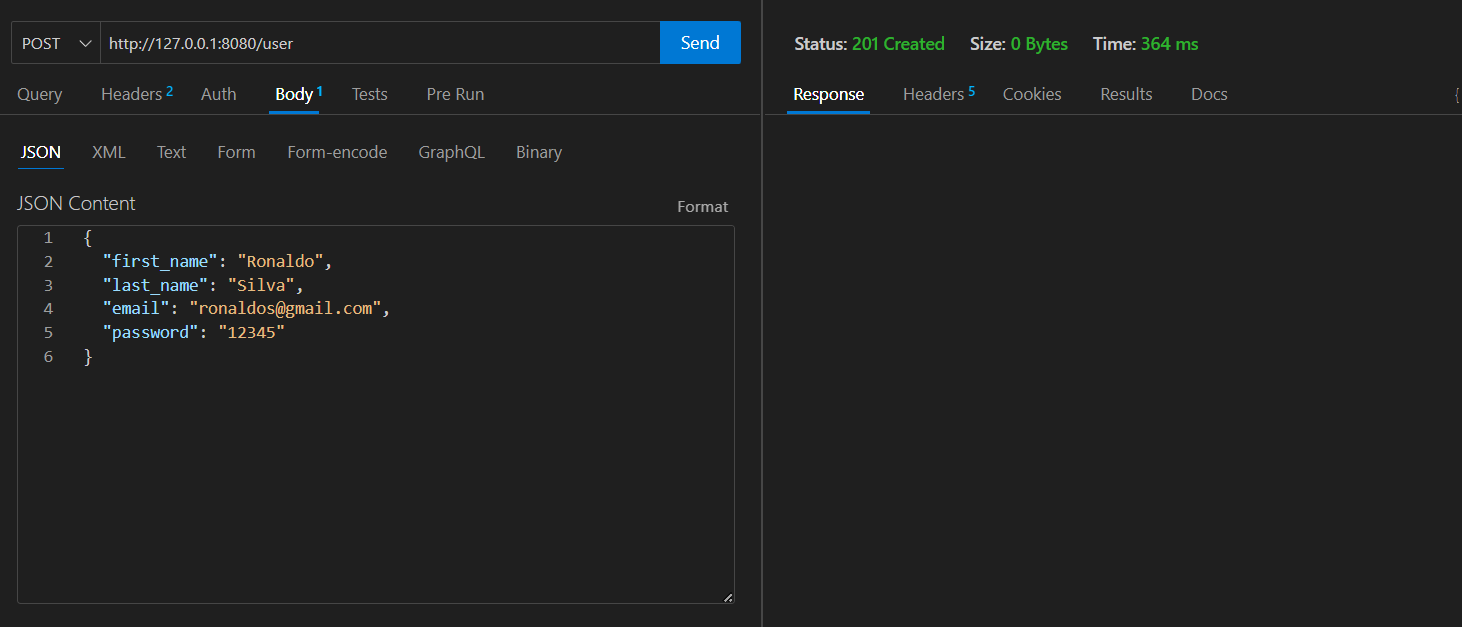 POST http://127.0.0.1:8080/user Send
Query Headers 2 Auth Body 1 Tests Pre Run
JSON XML Text Form Form-encode GraphQL Binary
JSON Content Format
1 {
2 "first_name": "Ronaldo",
3 "last_name": "Silva",
4 "email": "ronaldos@gmail.com",
5 "password": "12345"
6 }
Status: 201 Created Size: 0 Bytes Time: 364 ms
Response Headers 5 Cookies Results Docs {